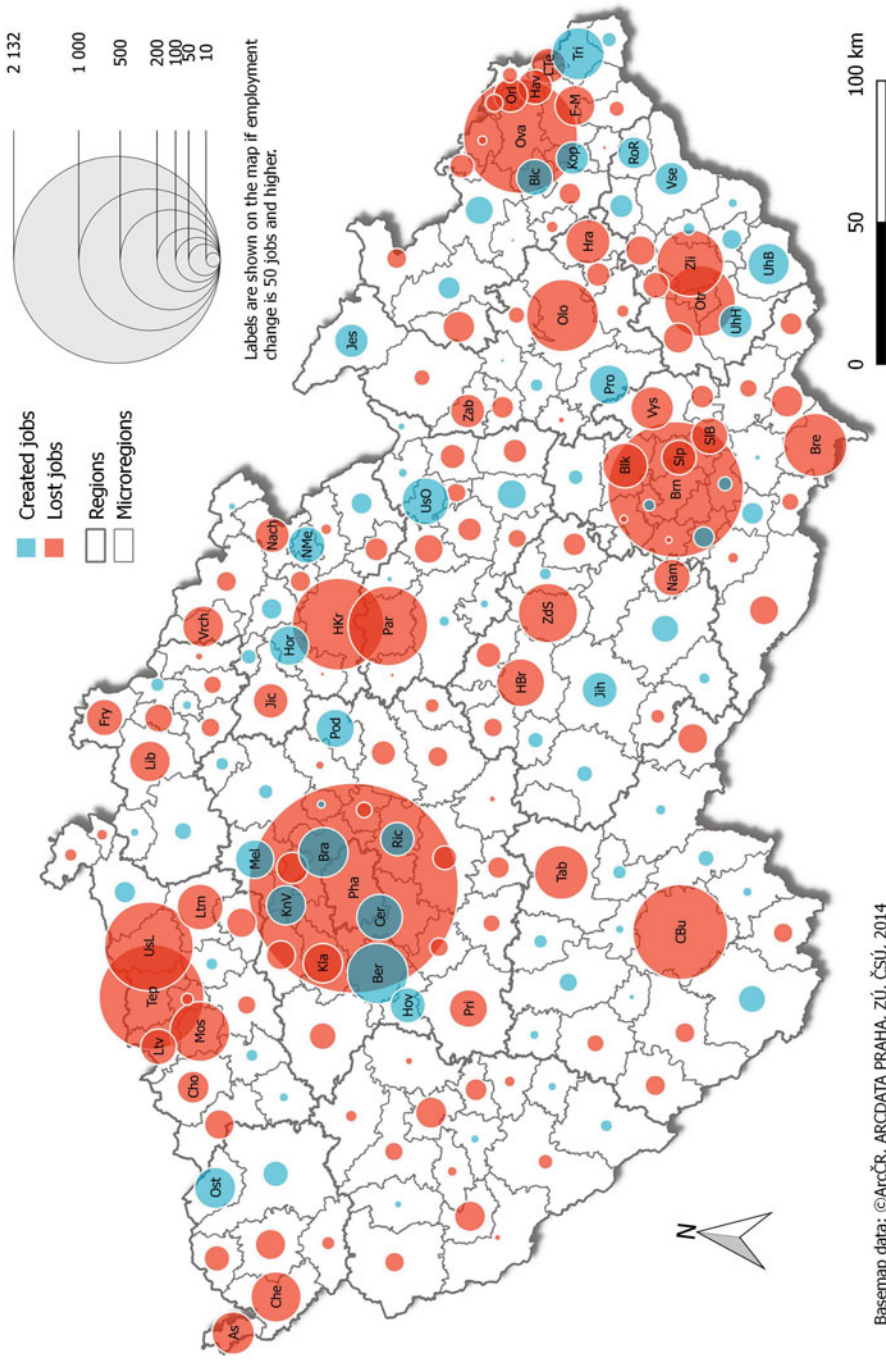 Created jobs
Lost jobs
Regions
Microregions
2 132
1 000
500
200
100
50
10
Labels are shown on the map if employment
change is 50 jobs and higher.
Fry
Lib
Vrch
Nach
NMe
Jic
Hor
HKr
Par
UsO
Zab
Jes
Ltm
UsL
Tep
Mos
Ltv
Cho
Ost
Che
As
Mel
KnV
Bra
Pha
Ric
Cer
Kla
Ber
Hov
Pri
Pod
HBr
ZdS
Jih
Tab
CBu
Nam
Blk
Brn
Slp
SlB
Vys
Bre
Pro
Olo
Hra
Zli
Otr
UhH
UhB
Vse
RoR
Kop
Blc
Ova
Orl
Hav
CTe
F-M
Tri
N
0
50
100 km
Basemap data: ©ArcČR, ARCDATA PRAHA, ZÚ, ČSÚ, 2014